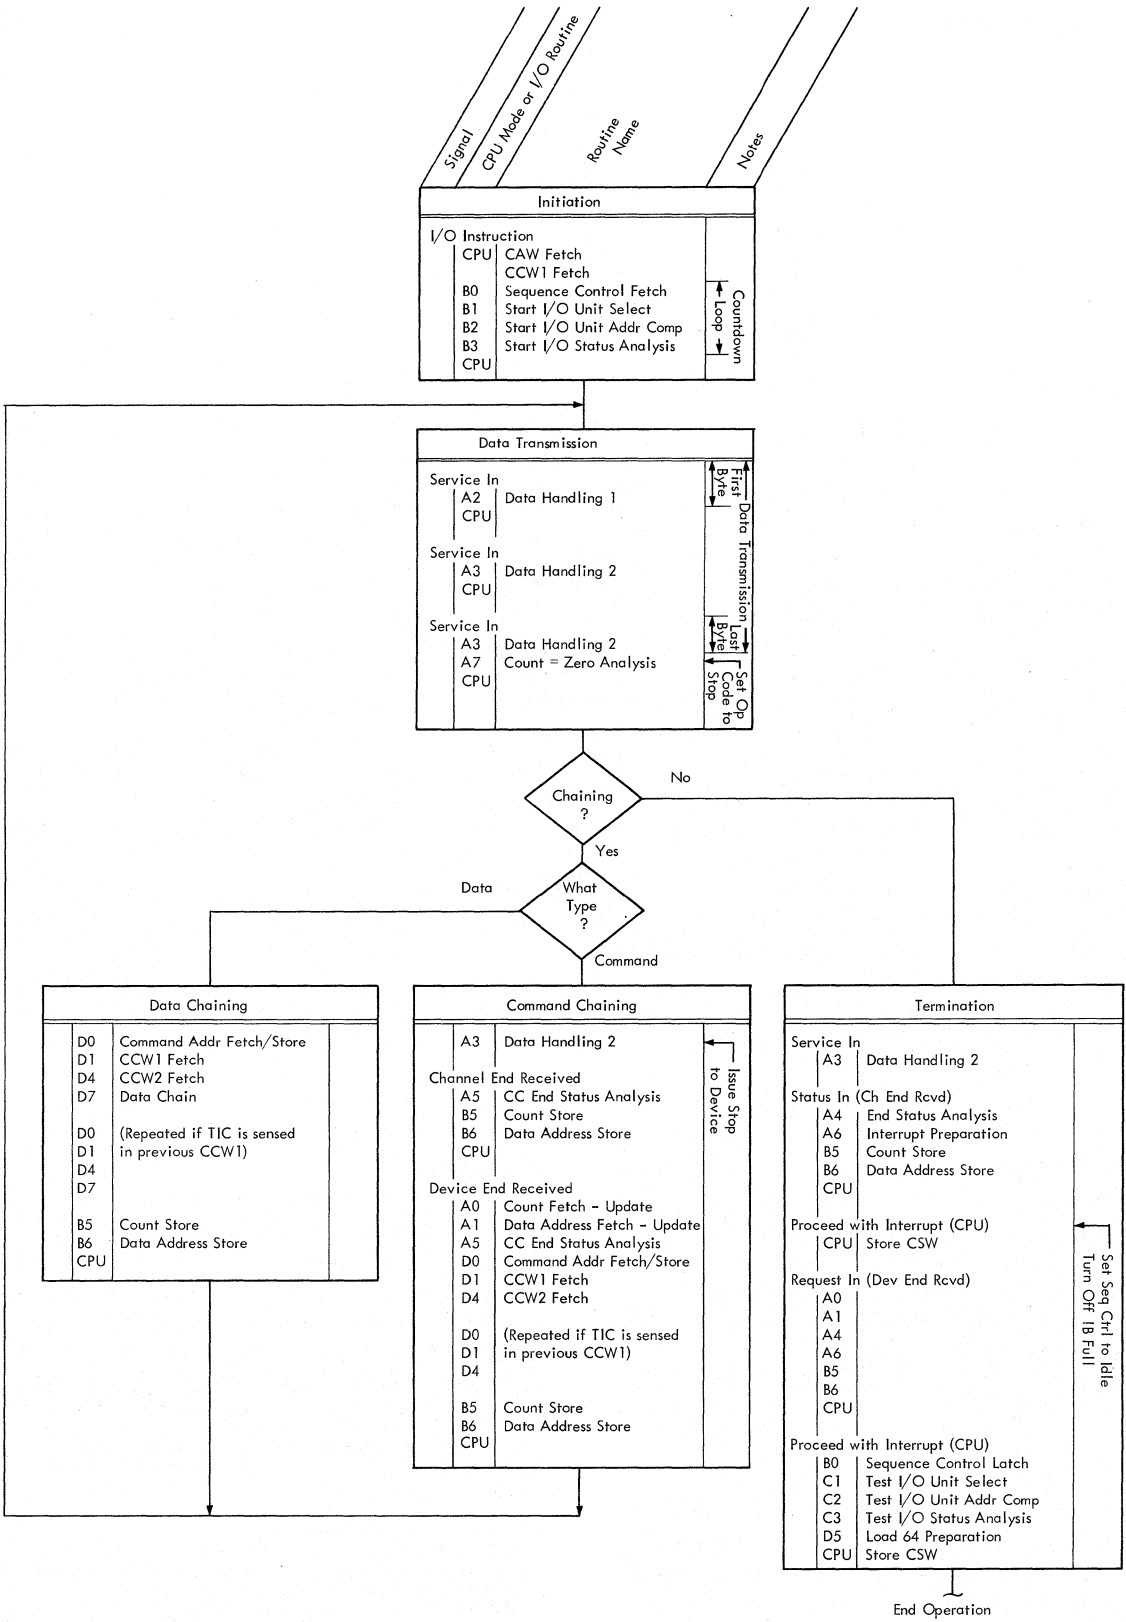 Signal
CPU Mode or I/O Routine
Routine
Name
Notes
Initiation
I/O Instruction
CPU CAW Fetch
CCW1 Fetch
B0 Sequence Control Fetch
B1 Start I/O Unit Select
B2 Start I/O Unit Addr Comp
B3 Start I/O Status Analysis
CPU
Countdown
Loop
Data Transmission
Service In
A2 Data Handling 1
CPU
Service In
A3 Data Handling 2
CPU
Service In
A3 Data Handling 2
A7 Count = Zero Analysis
CPU
First
Byte
Data Transmission
Last
Byte
Set Op
Code to
Stop
Chaining
?
No
Yes
What
Type
?
Data
Command
Data Chaining
D0 Command Addr Fetch/Store
D1 CCW1 Fetch
D4 CCW2 Fetch
D7 Data Chain
D0 (Repeated if TIC is sensed
D1 in previous CCW1)
D4
D7
B5 Count Store
B6 Data Address Store
CPU
Command Chaining
A3 Data Handling 2
Channel End Received
A5 CC End Status Analysis
B5 Count Store
B6 Data Address Store
CPU
Device End Received
A0 Count Fetch - Update
A1 Data Address Fetch - Update
A5 CC End Status Analysis
D0 Command Addr Fetch/Store
D1 CCW1 Fetch
D4 CCW2 Fetch
D0 (Repeated if TIC is sensed
D1 in previous CCW1)
D4
B5 Count Store
B6 Data Address Store
CPU
Issue Stop
to Device
Termination
Service In
A3 Data Handling 2
Status In (Ch End Rcvd)
A4 End Status Analysis
A6 Interrupt Preparation
B5 Count Store
B6 Data Address Store
CPU
Proceed with Interrupt (CPU)
CPU Store CSW
Request In (Dev End Rcvd)
A0
A1
A4
A6
B5
B6
CPU
Proceed with Interrupt (CPU)
B0 Sequence Control Latch
C1 Test I/O Unit Select
C2 Test I/O Unit Addr Comp
C3 Test I/O Status Analysis
D5 Load 64 Preparation
CPU Store CSW
Set Seq Ctrl to Idle
Turn Off IB Full
End Operation